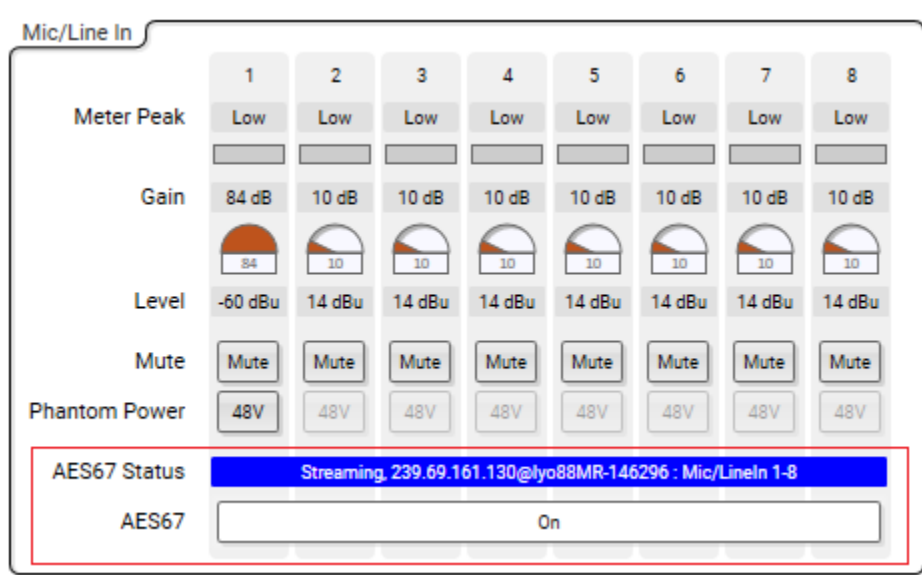 Mic/Line In
1 2 3 4 5 6 7 8
Meter Peak Low Low Low Low Low Low Low Low
Gain 84 dB 10 dB 10 dB 10 dB 10 dB 10 dB 10 dB 10 dB
84 10 10 10 10 10 10 10
Level -60 dBu 14 dBu 14 dBu 14 dBu 14 dBu 14 dBu 14 dBu 14 dBu
Mute Mute Mute Mute Mute Mute Mute Mute Mute
Phantom Power 48V 48V 48V 48V 48V 48V 48V 48V
AES67 Status Streaming, 239.69.161.130@lyo88MR-146296 : Mic/LineIn 1-8
AES67 On